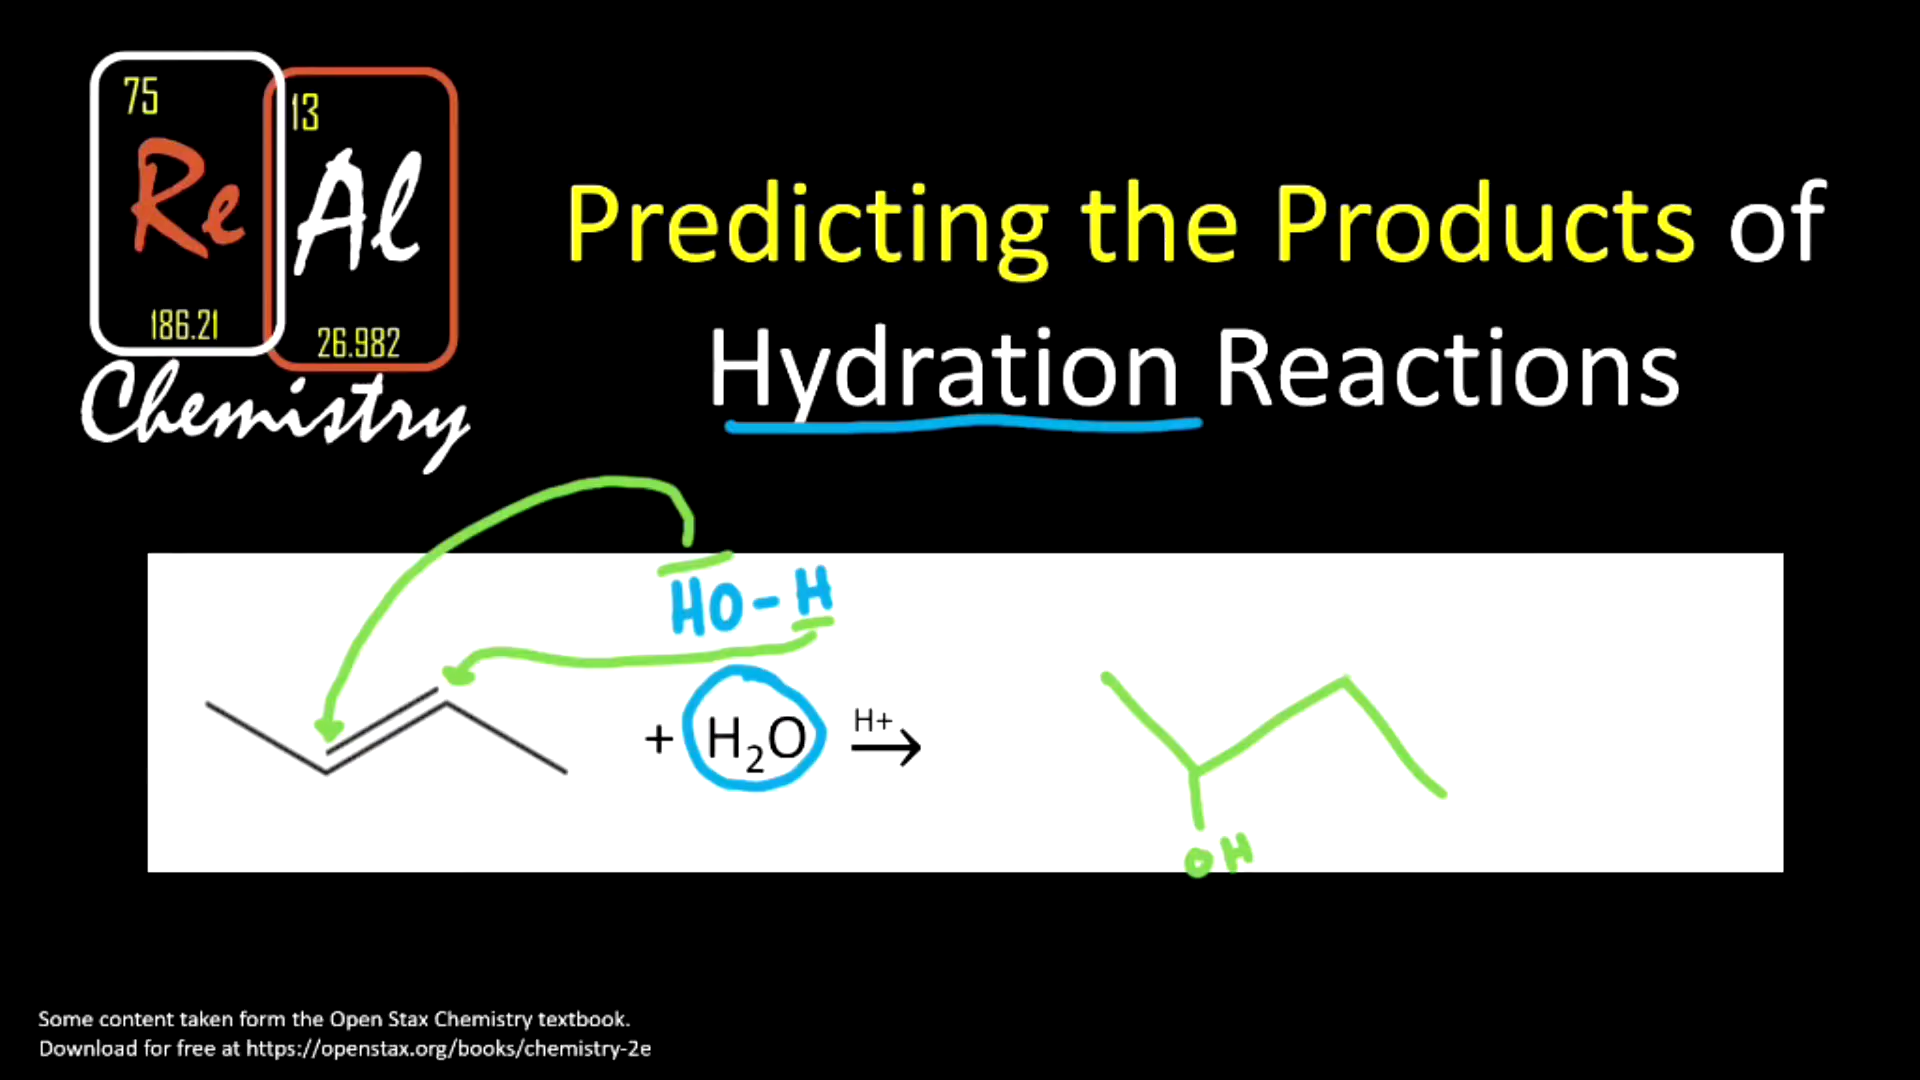 75
13
Re
Al
186.21
26.982
Chemistry
Predicting the Products of
Hydration Reactions
HO-H
+ H₂O H+ →
OH
Some content taken form the Open Stax Chemistry textbook.
Download for free at https://openstax.org/books/chemistry-2e